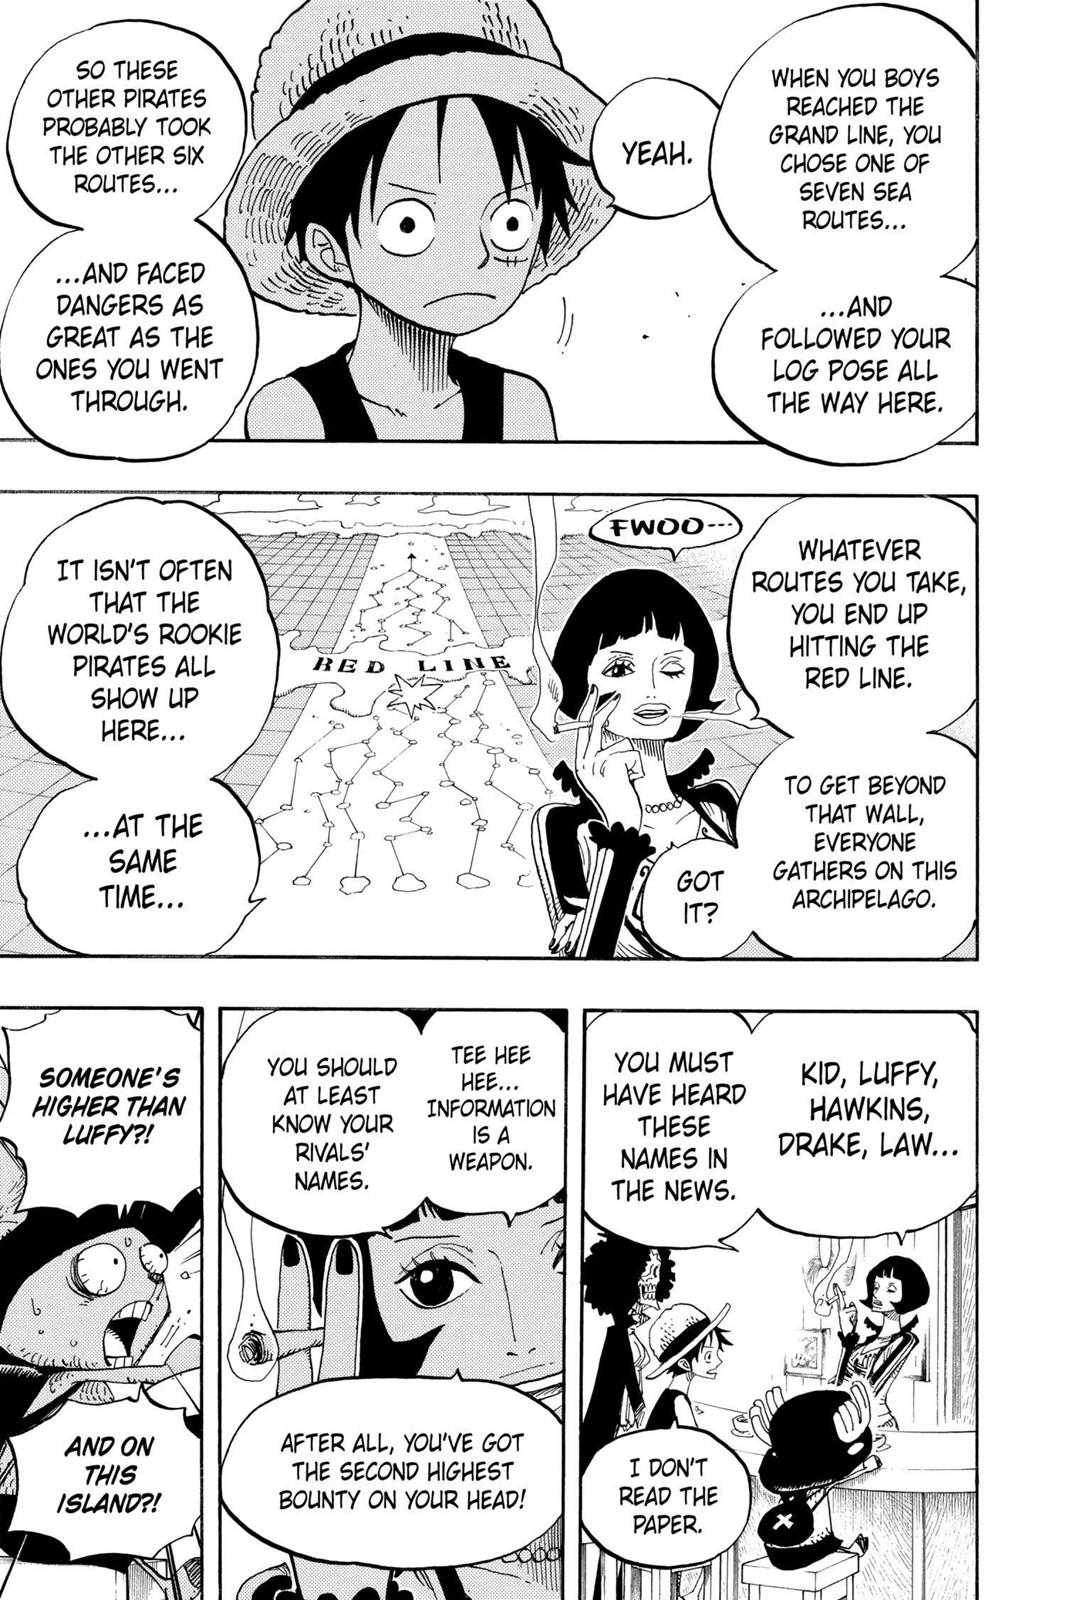 WHEN YOU BOYS
REACHED THE
GRAND LINE, YOU
CHOSE ONE OF
SEVEN SEA
ROUTES...
...AND
FOLLOWED YOUR
LOG POSE ALL
THE WAY HERE.
YEAH.
SO THESE
OTHER PIRATES
PROBABLY TOOK
THE OTHER SIX
ROUTES...
...AND FACED
DANGERS AS
GREAT AS THE
ONES YOU WENT
THROUGH.
WHATEVER
ROUTES YOU TAKE,
YOU END UP
HITTING THE
RED LINE.
TO GET BEYOND
THAT WALL,
EVERYONE
GATHERS ON THIS
ARCHIPELAGO.
FWOO...
GOT
IT?
RED LINE
IT ISN'T OFTEN
THAT THE
WORLD'S ROOKIE
PIRATES ALL
SHOW UP
HERE...
...AT THE
SAME
TIME...
KID, LUFFY,
HAWKINS,
DRAKE, LAW...
YOU MUST
HAVE HEARD
THESE
NAMES IN
THE NEWS.
I DON'T
READ THE
PAPER.
TEE HEE
HEE...
INFORMATION
IS A
WEAPON.
YOU SHOULD
AT LEAST
KNOW YOUR
RIVALS'
NAMES.
AFTER ALL, YOU'VE GOT
THE SECOND HIGHEST
BOUNTY ON YOUR HEAD!
SOMEONE'S
HIGHER THAN
LUFFY?!
AND ON
THIS
ISLAND?!